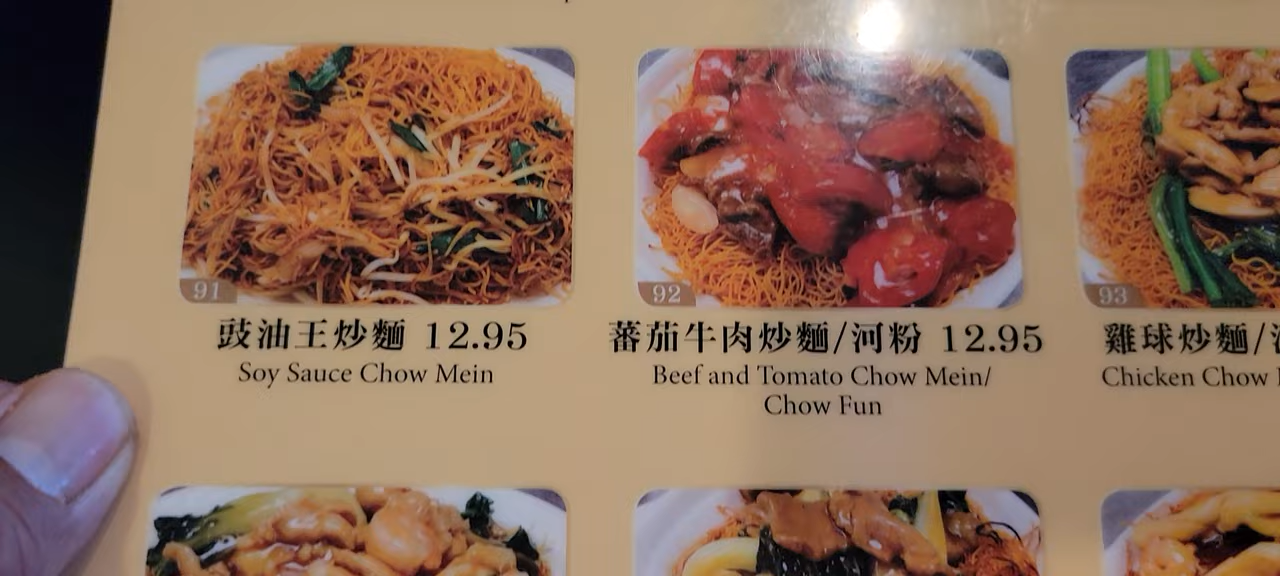 91
92
93
豉油王炒麵 12.95
Soy Sauce Chow Mein
蕃茄牛肉炒麵/河粉 12.95
Beef and Tomato Chow Mein/
Chow Fun
雞球炒麵/
Chicken Chow